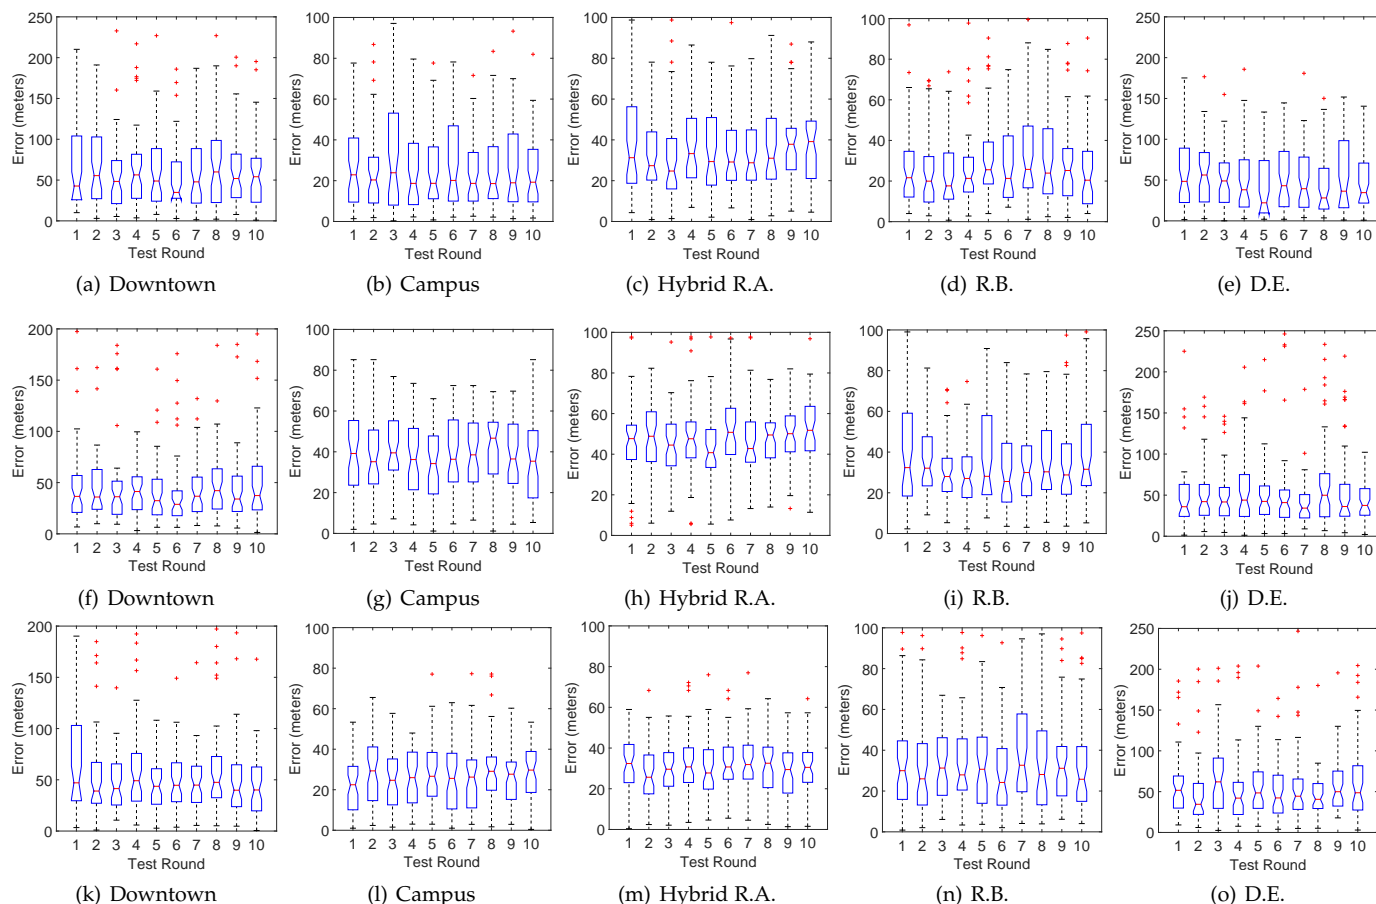 250
200
150
100
50
0
Error (meters)
1 2 3 4 5 6 7 8 9 10
Test Round
(a) Downtown
100
80
60
40
20
0
Error (meters)
1 2 3 4 5 6 7 8 9 10
Test Round
(b) Campus
100
80
60
40
20
0
Error (meters)
1 2 3 4 5 6 7 8 9 10
Test Round
(c) Hybrid R.A.
100
80
60
40
20
0
Error (meters)
1 2 3 4 5 6 7 8 9 10
Test Round
(d) R.B.
250
200
150
100
50
0
Error (meters)
1 2 3 4 5 6 7 8 9 10
Test Round
(e) D.E.
200
150
100
50
0
Error (meters)
1 2 3 4 5 6 7 8 9 10
Test Round
(f) Downtown
100
80
60
40
20
0
Error (meters)
1 2 3 4 5 6 7 8 9 10
Test Round
(g) Campus
100
80
60
40
20
0
Error (meters)
1 2 3 4 5 6 7 8 9 10
Test Round
(h) Hybrid R.A.
100
80
60
40
20
0
Error (meters)
1 2 3 4 5 6 7 8 9 10
Test Round
(i) R.B.
250
200
150
100
50
0
Error (meters)
1 2 3 4 5 6 7 8 9 10
Test Round
(j) D.E.
200
150
100
50
0
Error (meters)
1 2 3 4 5 6 7 8 9 10
Test Round
(k) Downtown
100
80
60
40
20
0
Error (meters)
1 2 3 4 5 6 7 8 9 10
Test Round
(l) Campus
100
80
60
40
20
0
Error (meters)
1 2 3 4 5 6 7 8 9 10
Test Round
(m) Hybrid R.A.
100
80
60
40
20
0
Error (meters)
1 2 3 4 5 6 7 8 9 10
Test Round
(n) R.B.
250
200
150
100
50
0
Error (meters)
1 2 3 4 5 6 7 8 9 10
Test Round
(o) D.E.